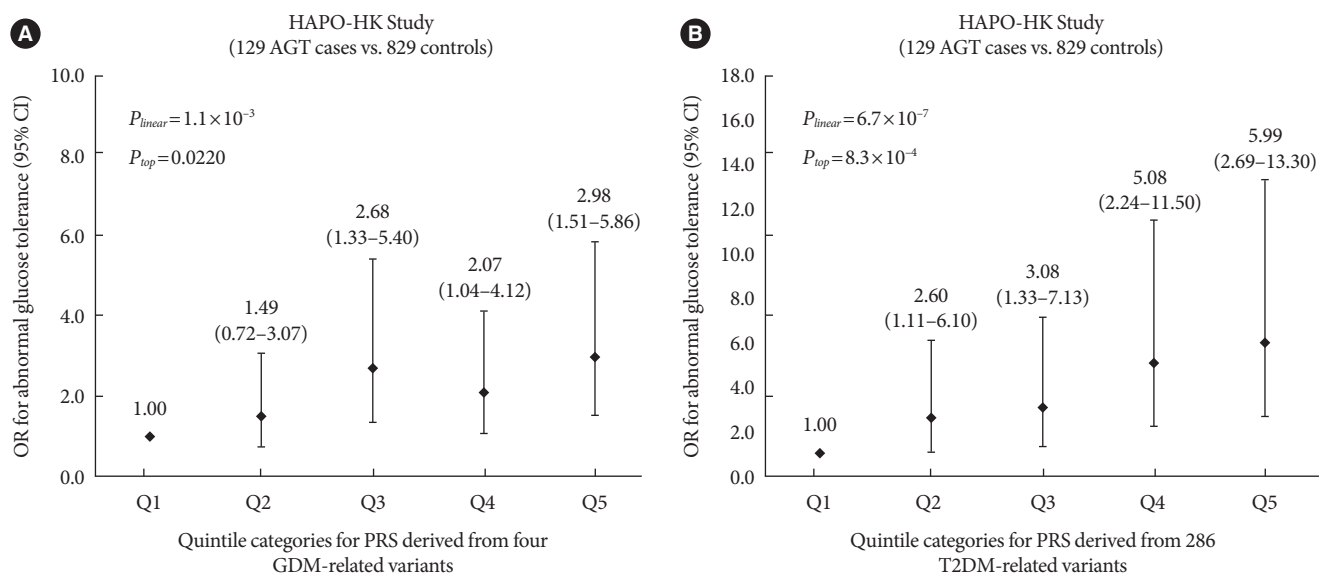 A
HAPO-HK Study
(129 AGT cases vs. 829 controls)
OR for abnormal glucose tolerance (95% CI)
10.0
8.0
6.0
4.0
2.0
0.0
P_linear=1.1×10⁻³
P_top=0.0220
1.00
1.49
(0.72–3.07)
2.68
(1.33–5.40)
2.07
(1.04–4.12)
2.98
(1.51–5.86)
Q1 Q2 Q3 Q4 Q5
Quintile categories for PRS derived from four
GDM-related variants
B
HAPO-HK Study
(129 AGT cases vs. 829 controls)
OR for abnormal glucose tolerance (95% CI)
18.0
16.0
14.0
12.0
10.0
8.0
6.0
4.0
2.0
0.0
P_linear=6.7×10⁻⁷
P_top=8.3×10⁻⁴
1.00
2.60
(1.11–6.10)
3.08
(1.33–7.13)
5.08
(2.24–11.50)
5.99
(2.69–13.30)
Q1 Q2 Q3 Q4 Q5
Quintile categories for PRS derived from 286
T2DM-related variants